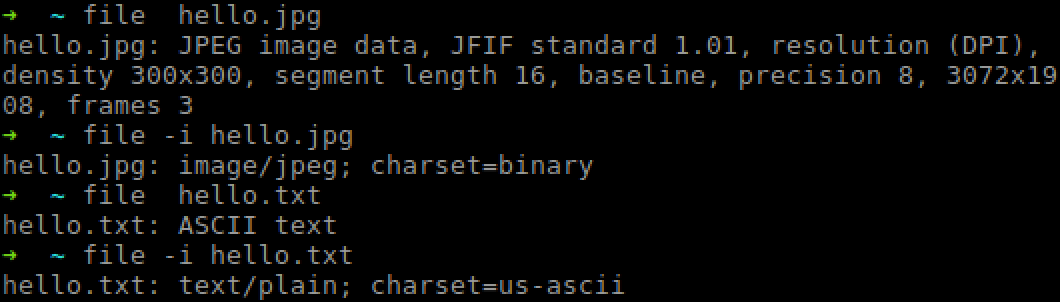 ➜  ~ file  hello.jpg
hello.jpg: JPEG image data, JFIF standard 1.01, resolution (DPI),
density 300x300, segment length 16, baseline, precision 8, 3072x19
08, frames 3
➜  ~ file -i hello.jpg
hello.jpg: image/jpeg; charset=binary
➜  ~ file  hello.txt
hello.txt: ASCII text
➜  ~ file -i hello.txt
hello.txt: text/plain; charset=us-ascii